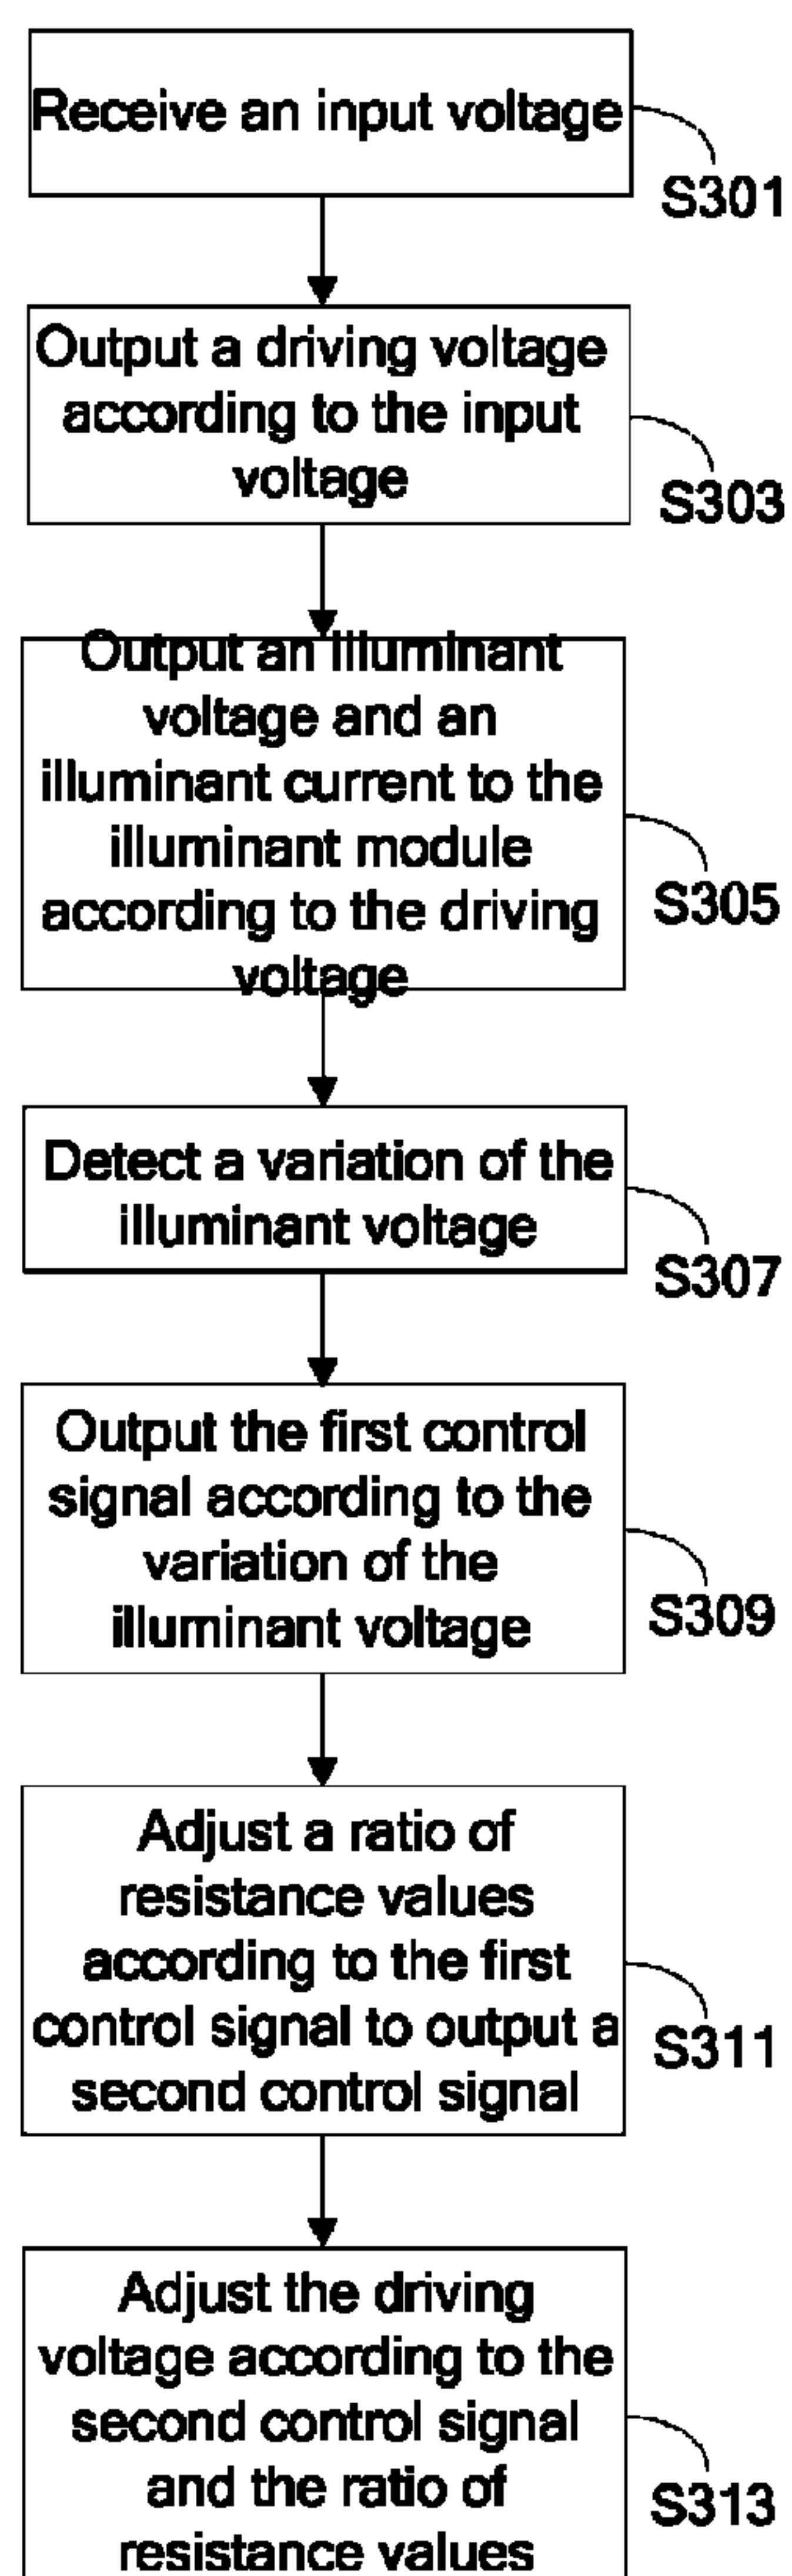 Receive an input voltage
S301
Output a driving voltage
according to the input
voltage
S303
Output an illuminant
voltage and an
illuminant current to the
illuminant module
according to the driving
voltage
S305
Detect a variation of the
illuminant voltage
S307
Output the first control
signal according to the
variation of the
illuminant voltage
S309
Adjust a ratio of
resistance values
according to the first
control signal to output a
second control signal
S311
Adjust the driving
voltage according to the
second control signal
and the ratio of
resistance values
S313